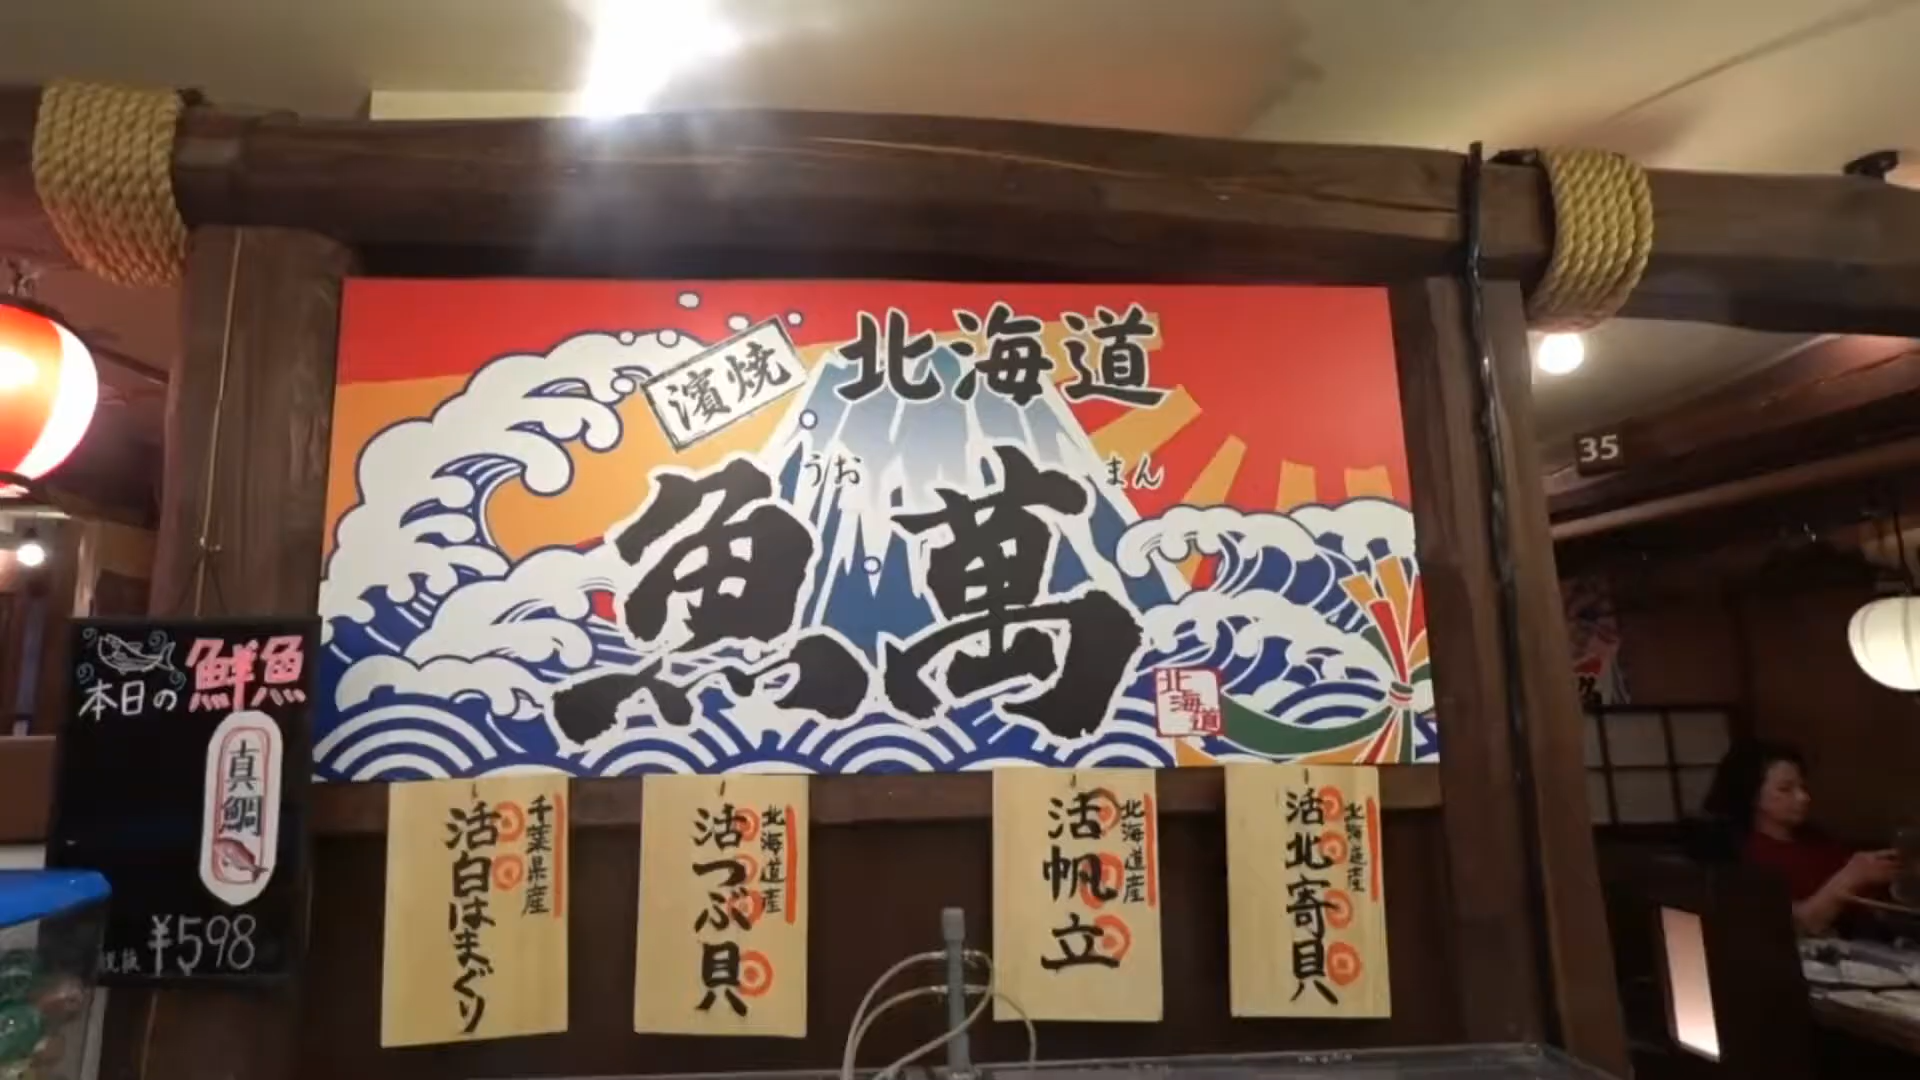 濱焼
北海道
うお まん
魚萬
北海道
35
本日の鮮魚
真鯛
税抜 ¥598
千葉県産
活白はまぐり
北海道産
活つぶ貝
北海道産
活帆立
北海道産
活北寄貝